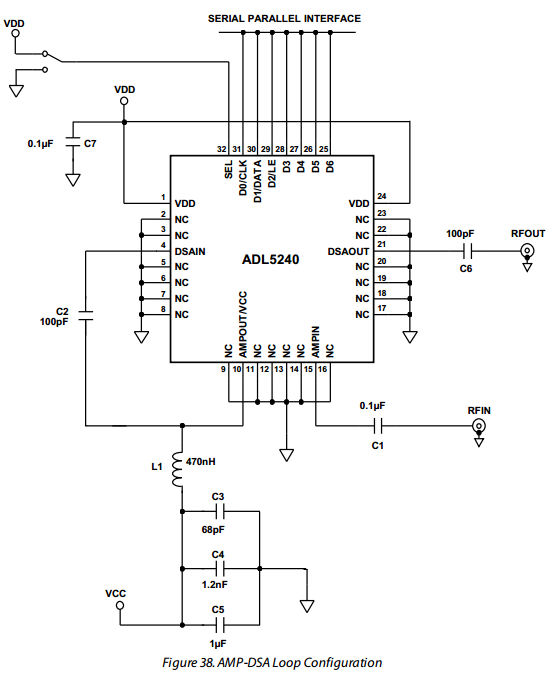 SERIAL PARALLEL INTERFACE
VDD
VDD
0.1µF C7
32 31 30 29 28 27 26 25
SEL D0/CLK D1/DATA D2/LE D3 D4 D5 D6
1 VDD VDD 24
2 NC NC 23
3 NC NC 22
4 DSAIN DSAOUT 21
5 NC NC 20
6 NC NC 19
7 NC NC 18
8 NC NC 17
ADL5240
100pF RFOUT
C6
C2
100pF
NC AMPOUT/VCC NC NC NC NC AMPIN NC
9 10 11 12 13 14 15 16
0.1µF RFIN
C1
L1 470nH
C3
68pF
C4
1.2nF
VCC
C5
1µF
Figure 38. AMP-DSA Loop Configuration